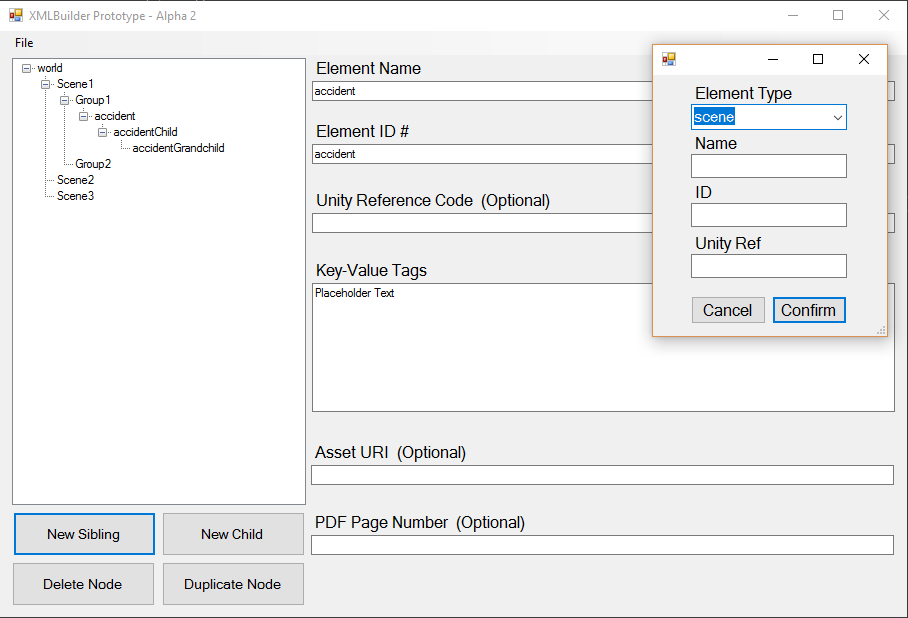 XMLBuilder Prototype - Alpha 2
File
world
Scene1
Group1
accident
accidentChild
accidentGrandchild
Group2
Scene2
Scene3
New Sibling
New Child
Delete Node
Duplicate Node
Element Name
accident
Element ID #
accident
Unity Reference Code (Optional)
Key-Value Tags
Placeholder Text
Asset URI (Optional)
PDF Page Number (Optional)
Element Type
scene
Name
ID
Unity Ref
Cancel
Confirm